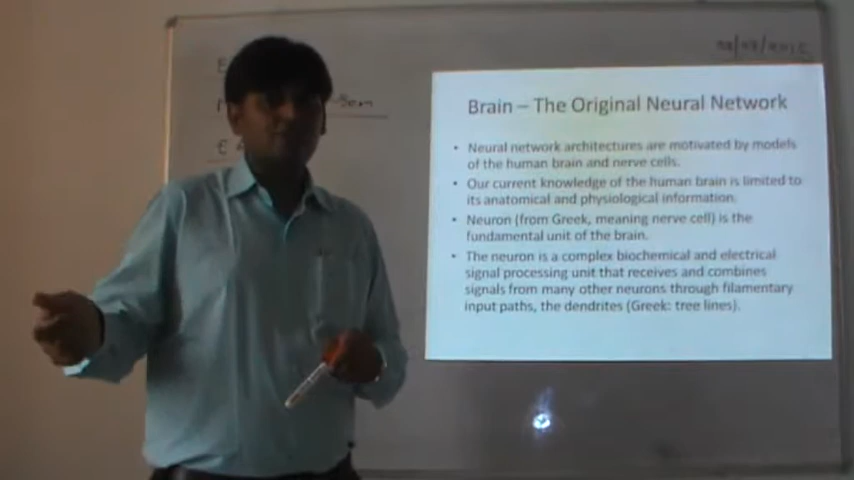 Brain – The Original Neural Network
• Neural network architectures are motivated by models
of the human brain and nerve cells.
• Our current knowledge of the human brain is limited to
its anatomical and physiological information.
• Neuron (from Greek, meaning nerve cell) is the
fundamental unit of the brain.
• The neuron is a complex biochemical and electrical
signal processing unit that receives and combines
signals from many other neurons through filamentary
input paths, the dendrites (Greek: tree lines).